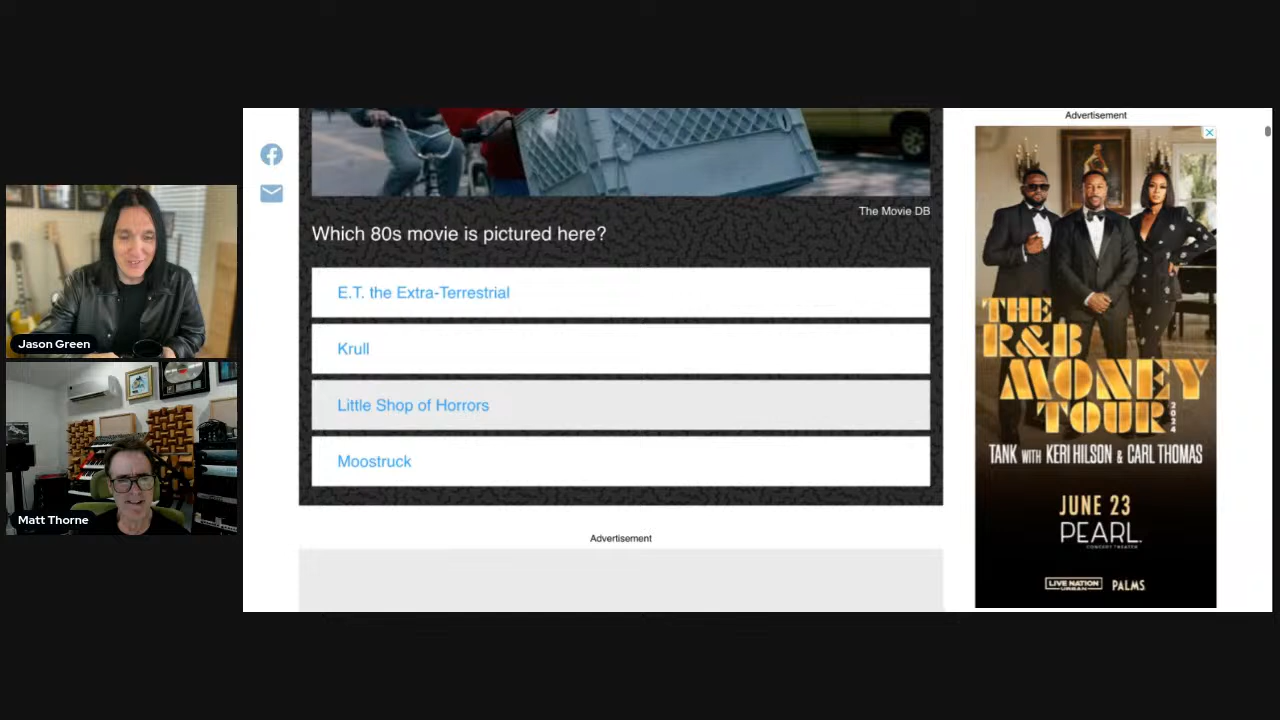 Jason Green
Matt Thorne
The Movie DB
Which 80s movie is pictured here?
E.T. the Extra-Terrestrial
Krull
Little Shop of Horrors
Moostruck
Advertisement
Advertisement
THE
R&B
MONEY
TOUR
2024
TANK WITH KERI HILSON & CARL THOMAS
JUNE 23
PEARL
CONCERT THEATER
LIVE NATION
URBAN
PALMS